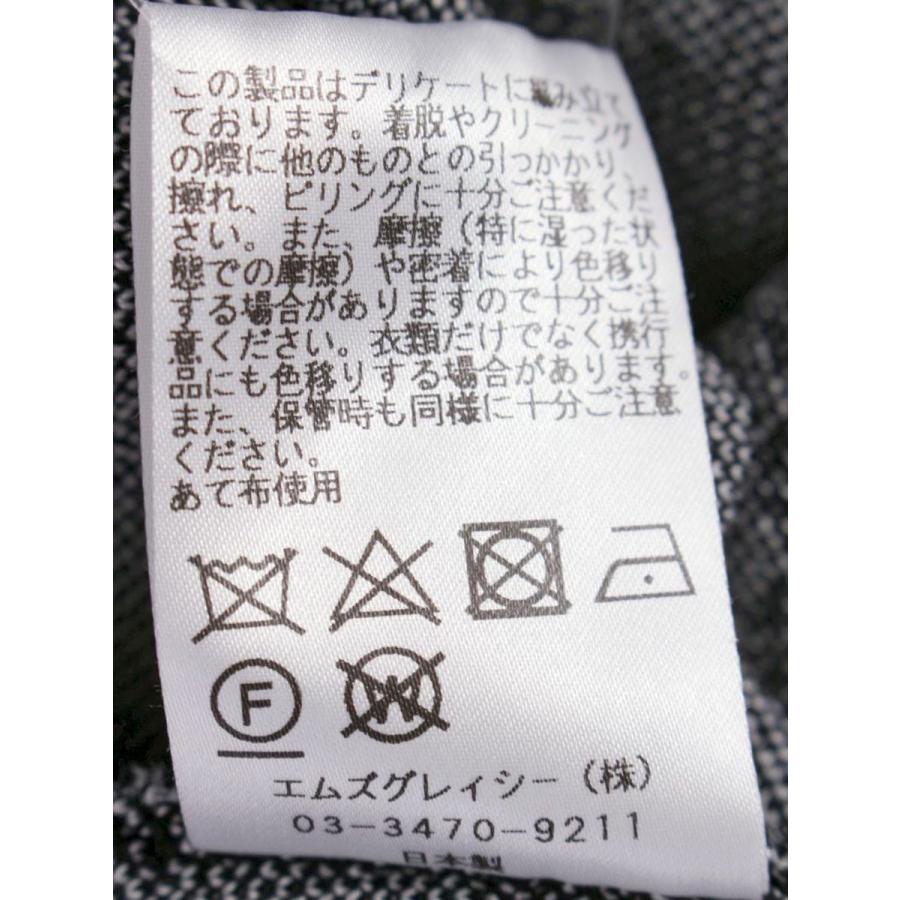 この製品はデリケートに編み立て
ております。着脱やクリーニング
の際に他のものとの引っかかり、
擦れ、ピリングに十分ご注意くだ
さい。また、摩擦（特に湿った状
態での摩擦）や密着により色移り
する場合がありますので十分ご注
意ください。衣類だけでなく携行
品にも色移りする場合があります。
また、保管時も同様に十分ご注意
ください。
あて布使用
F
W
エムズグレイシー（株）
03-3470-9211
日本製